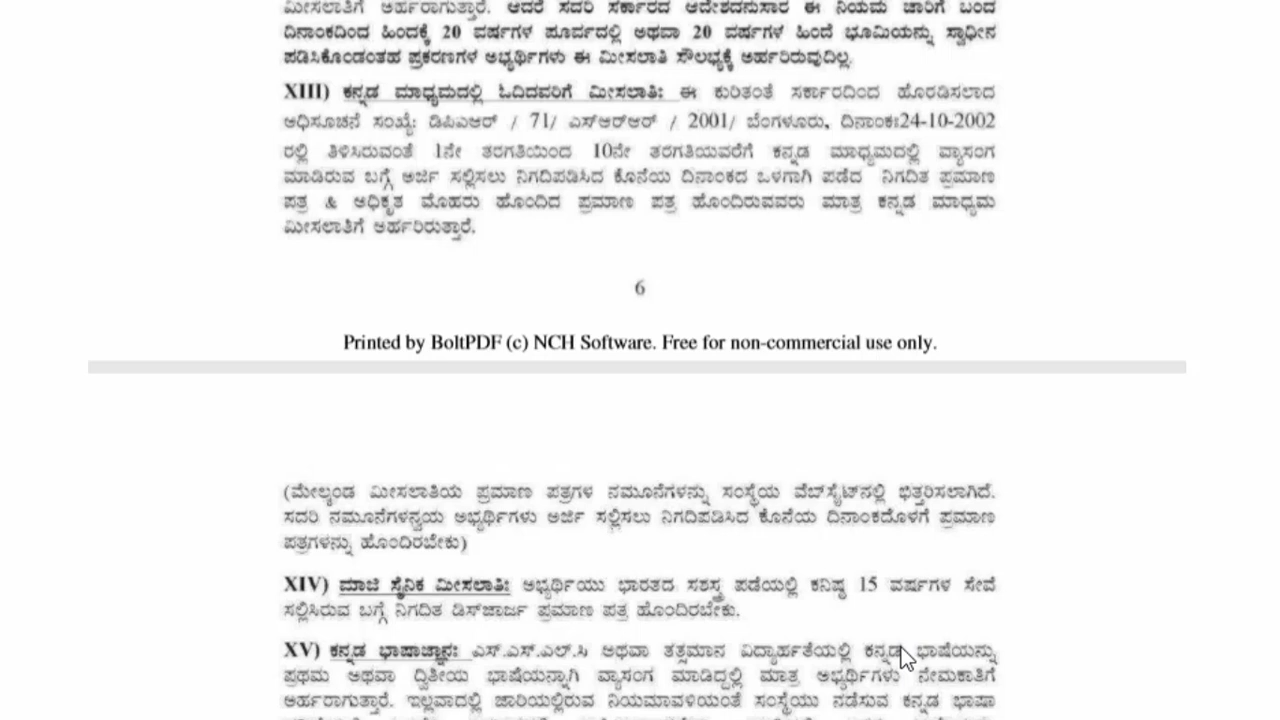 ಮೀಸಲಾತಿಗೆ ಅರ್ಹರಾಗುತ್ತಾರೆ. ಆದರೆ ಸದರಿ ಸರ್ಕಾರದ ಆದೇಶದನುಸಾರ ಈ ನಿಯಮ ಜಾರಿಗೆ ಬಂದ
ದಿನಾಂಕದಿಂದ ಹಿಂದಕ್ಕೆ 20 ವರ್ಷಗಳ ಪೂರ್ವದಲ್ಲಿ ಅಥವಾ 20 ವರ್ಷಗಳ ಹಿಂದೆ ಭೂಮಿಯನ್ನು ಸ್ವಾಧೀನ
ಪಡಿಸಿಕೊಂಡಂತಹ ಪ್ರಕರಣಗಳ ಅಭ್ಯರ್ಥಿಗಳು ಈ ಮೀಸಲಾತಿ ಸೌಲಭ್ಯಕ್ಕೆ ಅರ್ಹರಿರುವುದಿಲ್ಲ.
XIII) ಕನ್ನಡ ಮಾಧ್ಯಮದಲ್ಲಿ ಓದಿದವರಿಗೆ ಮೀಸಲಾತಿ: ಈ ಕುರಿತಂತೆ ಸರ್ಕಾರದಿಂದ ಹೊರಡಿಸಲಾದ
ಅಧಿಸೂಚನೆ ಸಂಖ್ಯೆ: ಡಿಪಿಎಆರ್ / 71/ ಎಸ್ಆರ್ಆರ್ / 2001/ ಬೆಂಗಳೂರು, ದಿನಾಂಕ:24-10-2002
ರಲ್ಲಿ ತಿಳಿಸಿರುವಂತೆ 1ನೇ ತರಗತಿಯಿಂದ 10ನೇ ತರಗತಿಯವರೆಗೆ ಕನ್ನಡ ಮಾಧ್ಯಮದಲ್ಲಿ ವ್ಯಾಸಂಗ
ಮಾಡಿರುವ ಬಗ್ಗೆ ಅರ್ಜಿ ಸಲ್ಲಿಸಲು ನಿಗದಿಪಡಿಸಿದ ಕೊನೆಯ ದಿನಾಂಕದ ಒಳಗಾಗಿ ಪಡೆದ ನಿಗದಿತ ಪ್ರಮಾಣ
ಪತ್ರ & ಅಧಿಕೃತ ಮೊಹರು ಹೊಂದಿದ ಪ್ರಮಾಣ ಪತ್ರ ಹೊಂದಿರುವವರು ಮಾತ್ರ ಕನ್ನಡ ಮಾಧ್ಯಮ
ಮೀಸಲಾತಿಗೆ ಅರ್ಹರಿರುತ್ತಾರೆ.
6
Printed by BoltPDF (c) NCH Software. Free for non-commercial use only.
(ಮೇಲ್ಕಂಡ ಮೀಸಲಾತಿಯ ಪ್ರಮಾಣ ಪತ್ರಗಳ ನಮೂನೆಗಳನ್ನು ಸಂಸ್ಥೆಯ ವೆಬ್‌ಸೈಟ್‌ನಲ್ಲಿ ಭಿತ್ತರಿಸಲಾಗಿದೆ.
ಸದರಿ ನಮೂನೆಗಳನ್ವಯ ಅಭ್ಯರ್ಥಿಗಳು ಅರ್ಜಿ ಸಲ್ಲಿಸಲು ನಿಗದಿಪಡಿಸಿದ ಕೊನೆಯ ದಿನಾಂಕದೊಳಗೆ ಪ್ರಮಾಣ
ಪತ್ರಗಳನ್ನು ಹೊಂದಿರಬೇಕು)
XIV) ಮಾಜಿ ಸೈನಿಕ ಮೀಸಲಾತಿ: ಅಭ್ಯರ್ಥಿಯು ಭಾರತದ ಸಶಸ್ತ್ರ ಪಡೆಯಲ್ಲಿ ಕನಿಷ್ಠ 15 ವರ್ಷಗಳ ಸೇವೆ
ಸಲ್ಲಿಸಿರುವ ಬಗ್ಗೆ ನಿಗದಿತ ಡಿಸ್‌ಚಾರ್ಜ ಪ್ರಮಾಣ ಪತ್ರ ಹೊಂದಿರಬೇಕು.
XV) ಕನ್ನಡ ಭಾಷಾಜ್ಞಾನ: ಎಸ್.ಎಸ್.ಎಲ್.ಸಿ ಅಥವಾ ತತ್ಸಮಾನ ವಿದ್ಯಾರ್ಹತೆಯಲ್ಲಿ ಕನ್ನಡ ಭಾಷೆಯನ್ನು
ಪ್ರಥಮ ಅಥವಾ ದ್ವಿತೀಯ ಭಾಷೆಯನ್ನಾಗಿ ವ್ಯಾಸಂಗ ಮಾಡಿದ್ದಲ್ಲಿ ಮಾತ್ರ ಅಭ್ಯರ್ಥಿಗಳು ನೇಮಕಾತಿಗೆ
ಅರ್ಹರಾಗುತ್ತಾರೆ. ಇಲ್ಲವಾದಲ್ಲಿ ಜಾರಿಯಲ್ಲಿರುವ ನಿಯಮಾವಳಿಯಂತೆ ಸಂಸ್ಥೆಯು ನಡೆಸುವ ಕನ್ನಡ ಭಾಷಾ